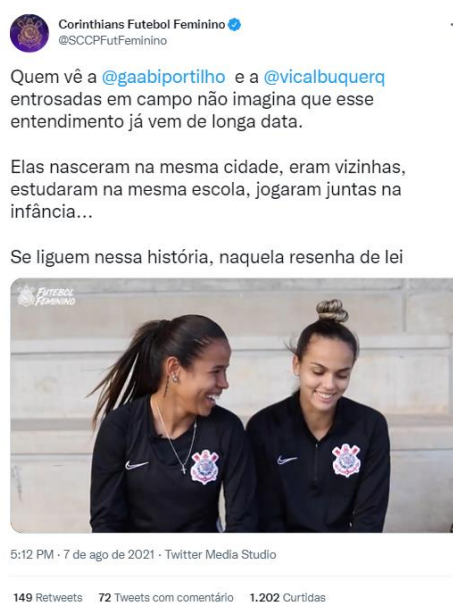 Corinthians Futebol Feminino
@SCCPFutFeminino
Quem vê a @gaabiportilho e a @vicalbuquerq
entrosadas em campo não imagina que esse
entendimento já vem de longa data.
Elas nasceram na mesma cidade, eram vizinhas,
estudaram na mesma escola, jogaram juntas na
infância...
Se liguem nessa história, naquela resenha de lei
FUTEBOL
FEMININO
5:12 PM · 7 de ago de 2021 · Twitter Media Studio
149 Retweets 72 Tweets com comentário 1.202 Curtidas